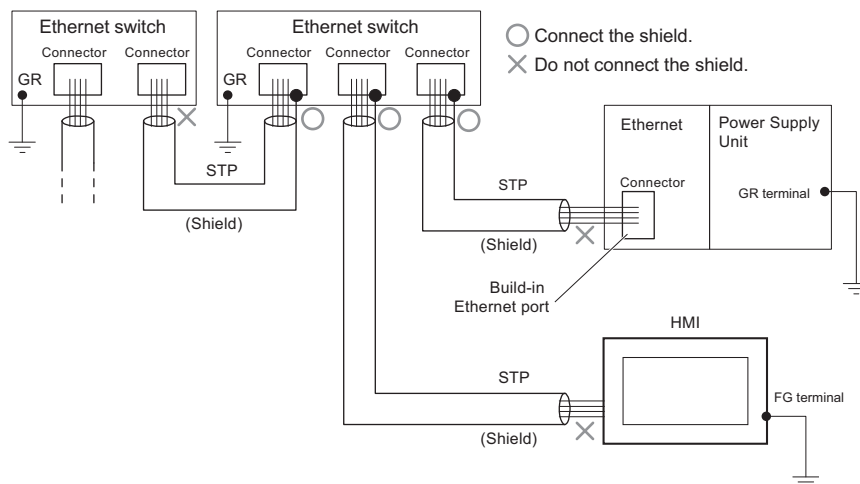 Ethernet switch
Connector Connector
GR
Ethernet switch
Connector Connector Connector
GR
Connect the shield.
Do not connect the shield.
STP
(Shield)
Ethernet
Power Supply
Unit
Connector
GR terminal
STP
(Shield)
Build-in
Ethernet port
HMI
STP
(Shield)
FG terminal